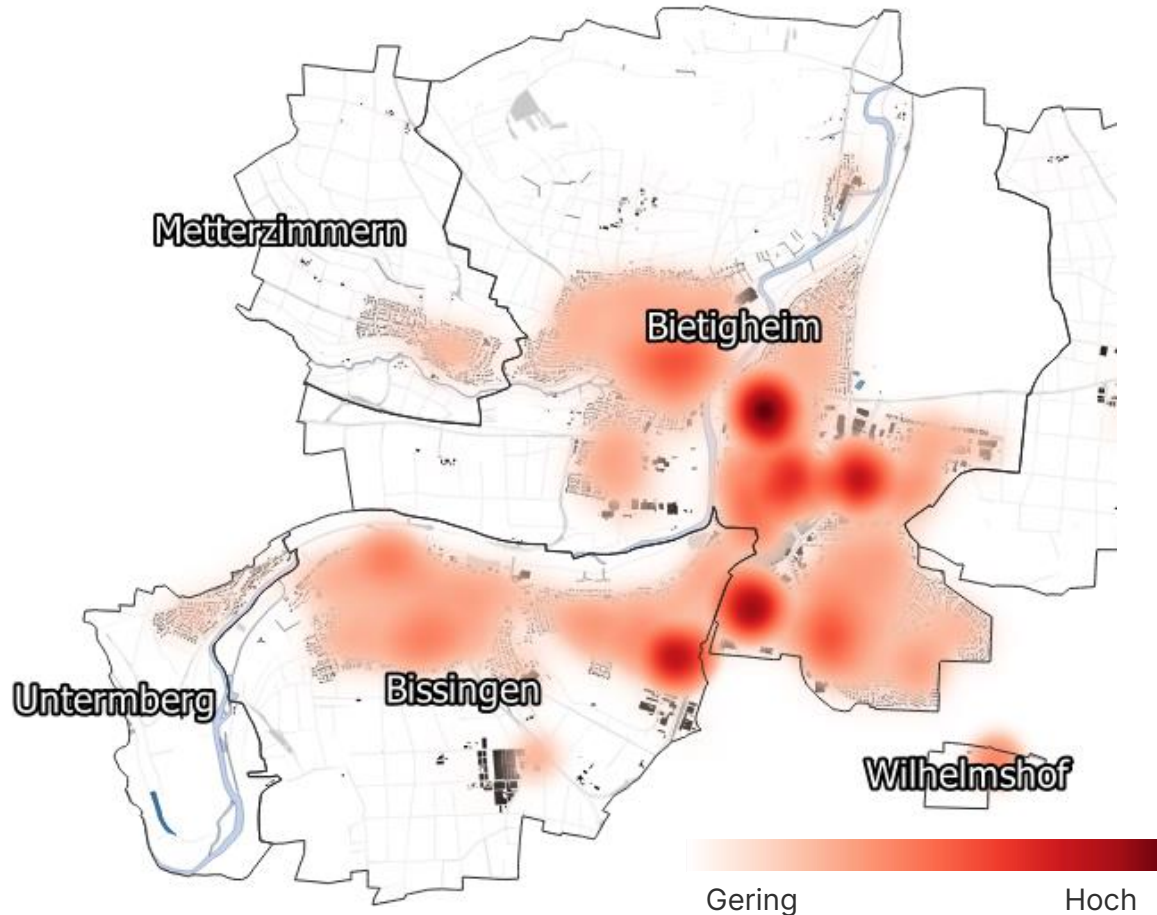 Metterzimmern
Bietigheim
Untermberg
Bissingen
Wilhelmshof
Gering
Hoch